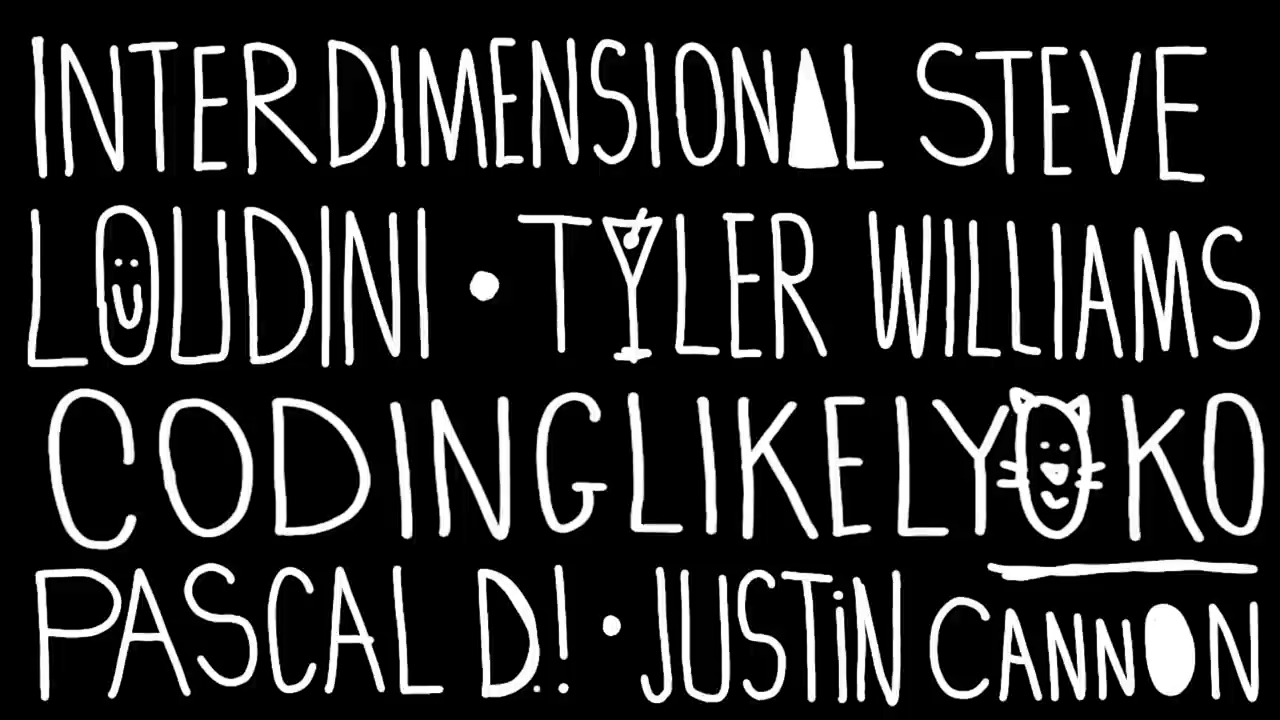 INTERDIMENSIONAL STEVE
LOUDINI • TYLER WILLIAMS
CODINGLIKELYOKO
PASCAL D.! • JUSTiN CANNON